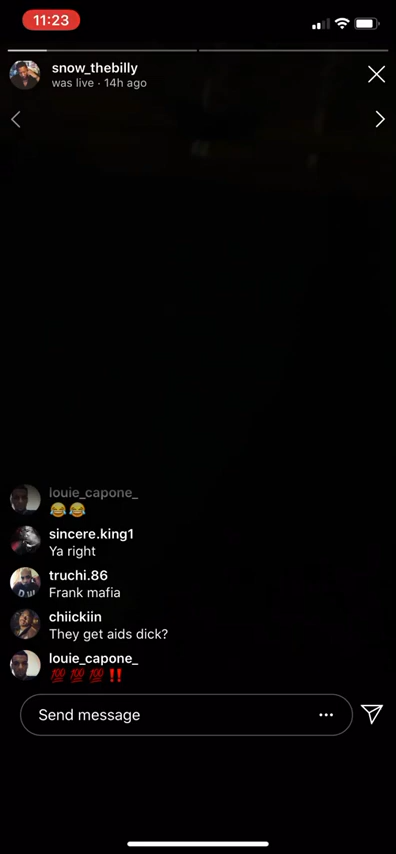 11:23
snow_thebilly
was live · 14h ago
louie_capone_
😂😂
sincere.king1
Ya right
truchi.86
Frank mafia
chiickiin
They get aids dick?
louie_capone_
💯💯💯‼️
Send message